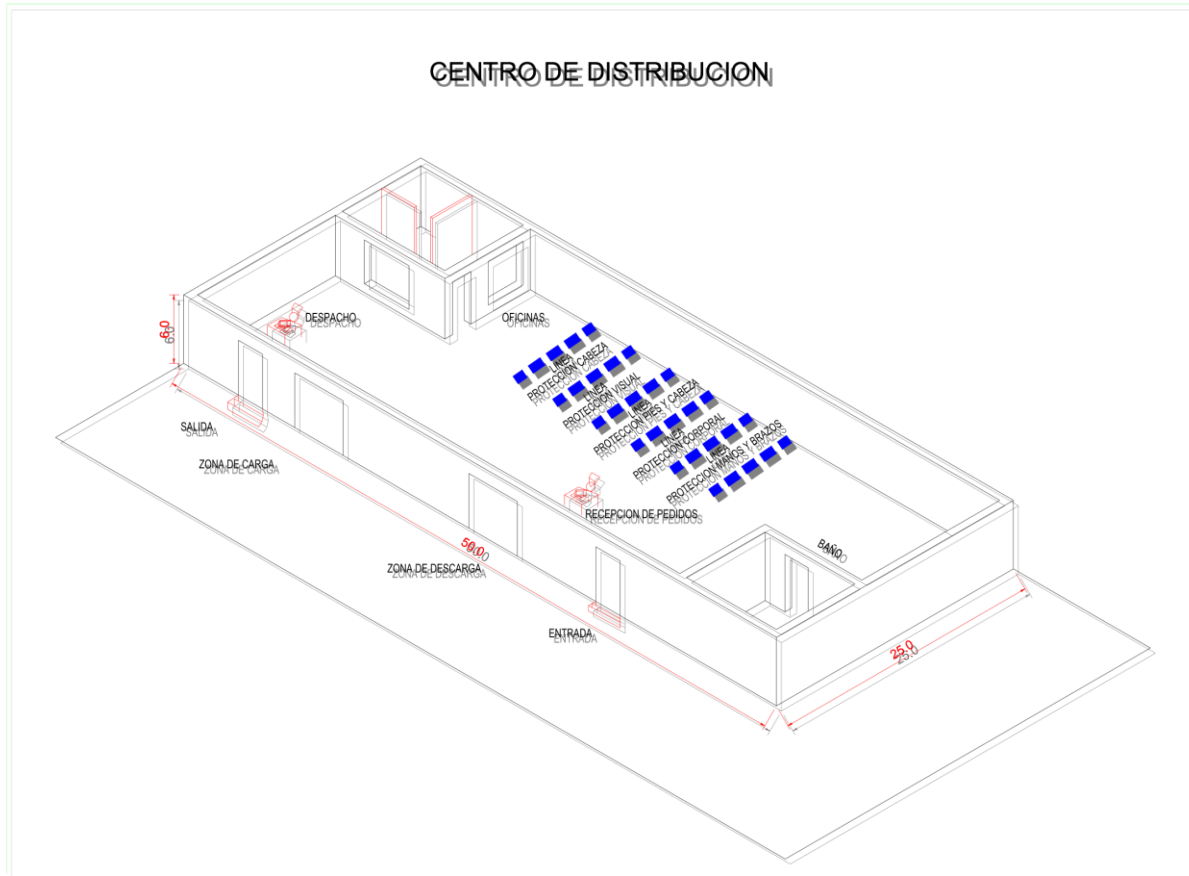 CENTRO DE DISTRIBUCION
6.0
DESPACHO
OFICINAS
LINEA
PROTECCION CABEZA
LINEA
PROTECCION VISUAL
LINEA
PROTECCION PIES Y CABEZA
LINEA
PROTECCION CORPORAL
LINEA
PROTECCION MANOS Y BRAZOS
SALIDA
ZONA DE CARGA
RECEPCION DE PEDIDOS
BAÑO
50.0
ZONA DE DESCARGA
ENTRADA
25.0